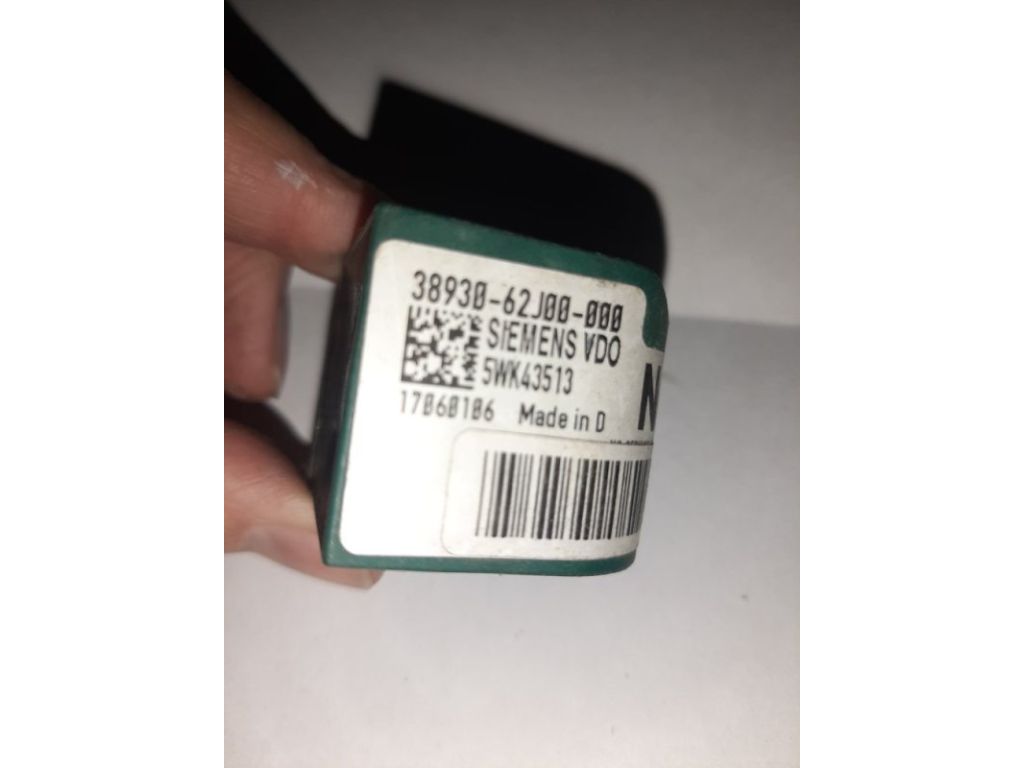 38930-62J00-000
SIEMENS VDO
5WK43513
17060106 Made in D
N